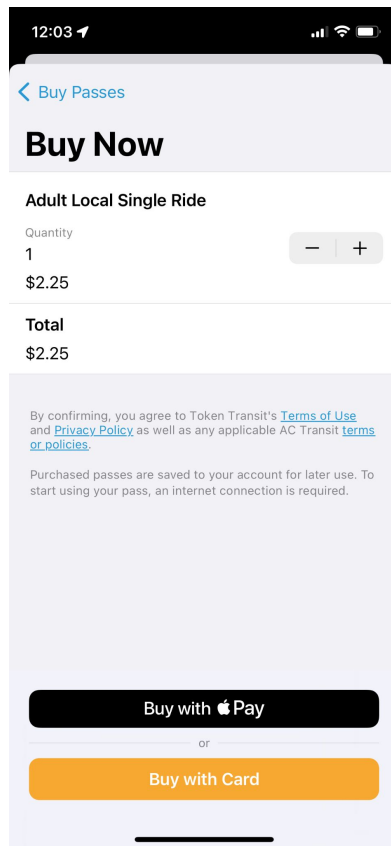 12:03
Buy Passes
Buy Now
Adult Local Single Ride
Quantity
1
$2.25
Total
$2.25
By confirming, you agree to Token Transit's Terms of Use
and Privacy Policy as well as any applicable AC Transit terms
or policies.
Purchased passes are saved to your account for later use. To
start using your pass, an internet connection is required.
Buy with Pay
or
Buy with Card